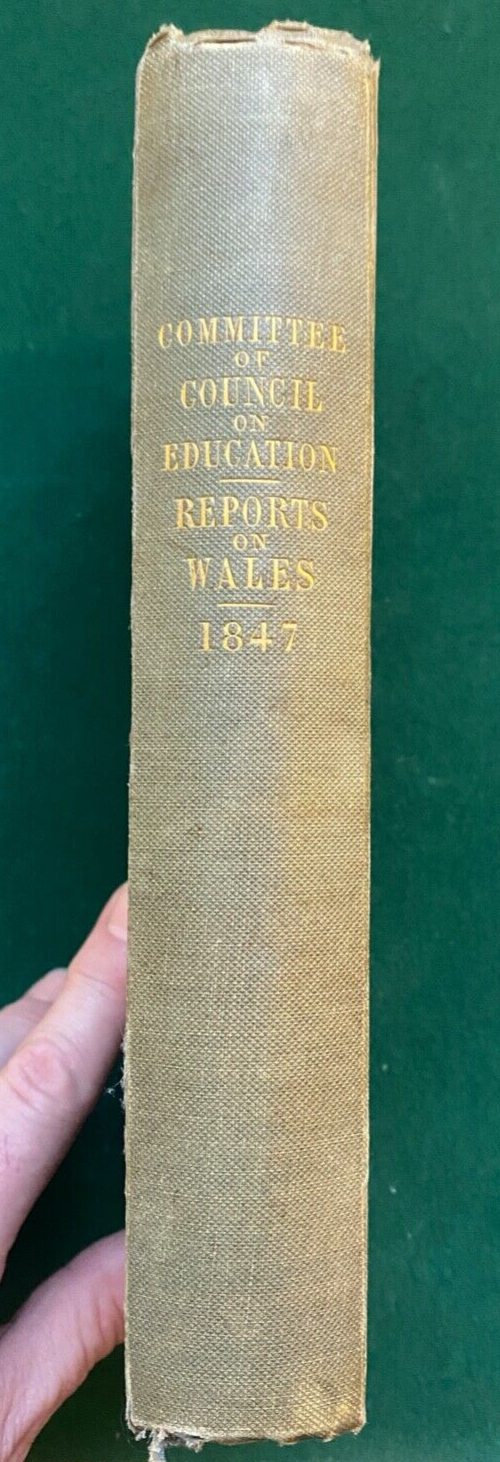 COMMITTEE
OF
COUNCIL
ON
EDUCATION
REPORTS
ON
WALES
1847